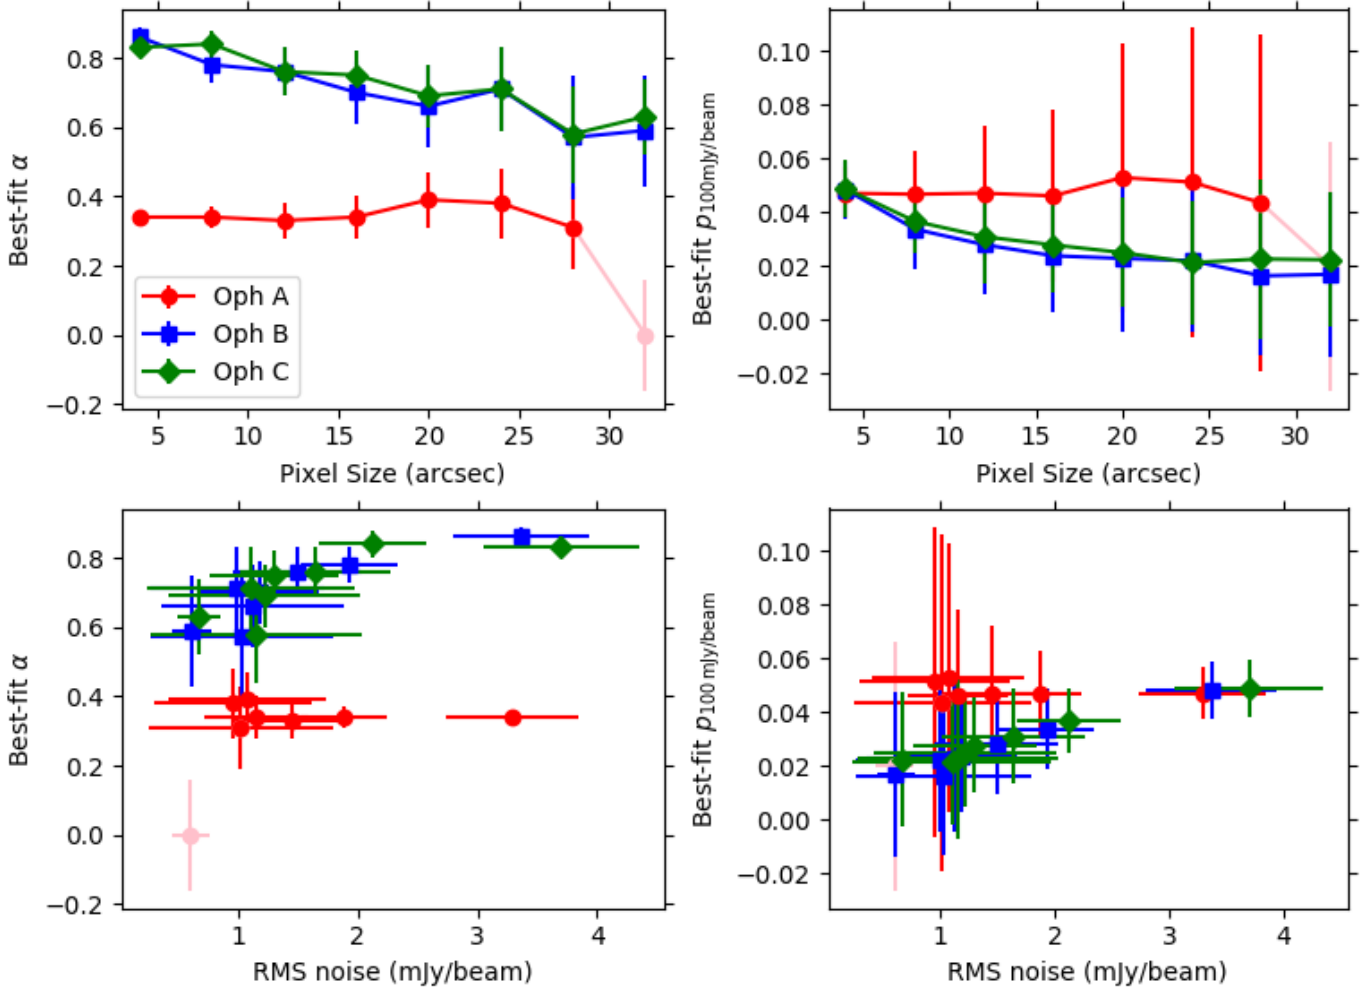 0.8
0.6
0.4
0.2
0.0
−0.2
Best-fit α
Oph A
Oph B
Oph C
5 10 15 20 25 30
Pixel Size (arcsec)
0.10
0.08
0.06
0.04
0.02
0.00
−0.02
Best-fit p100mJy/beam
5 10 15 20 25 30
Pixel Size (arcsec)
0.8
0.6
0.4
0.2
0.0
−0.2
Best-fit α
1 2 3 4
RMS noise (mJy/beam)
0.10
0.08
0.06
0.04
0.02
0.00
−0.02
Best-fit p100 mJy/beam
1 2 3 4
RMS noise (mJy/beam)